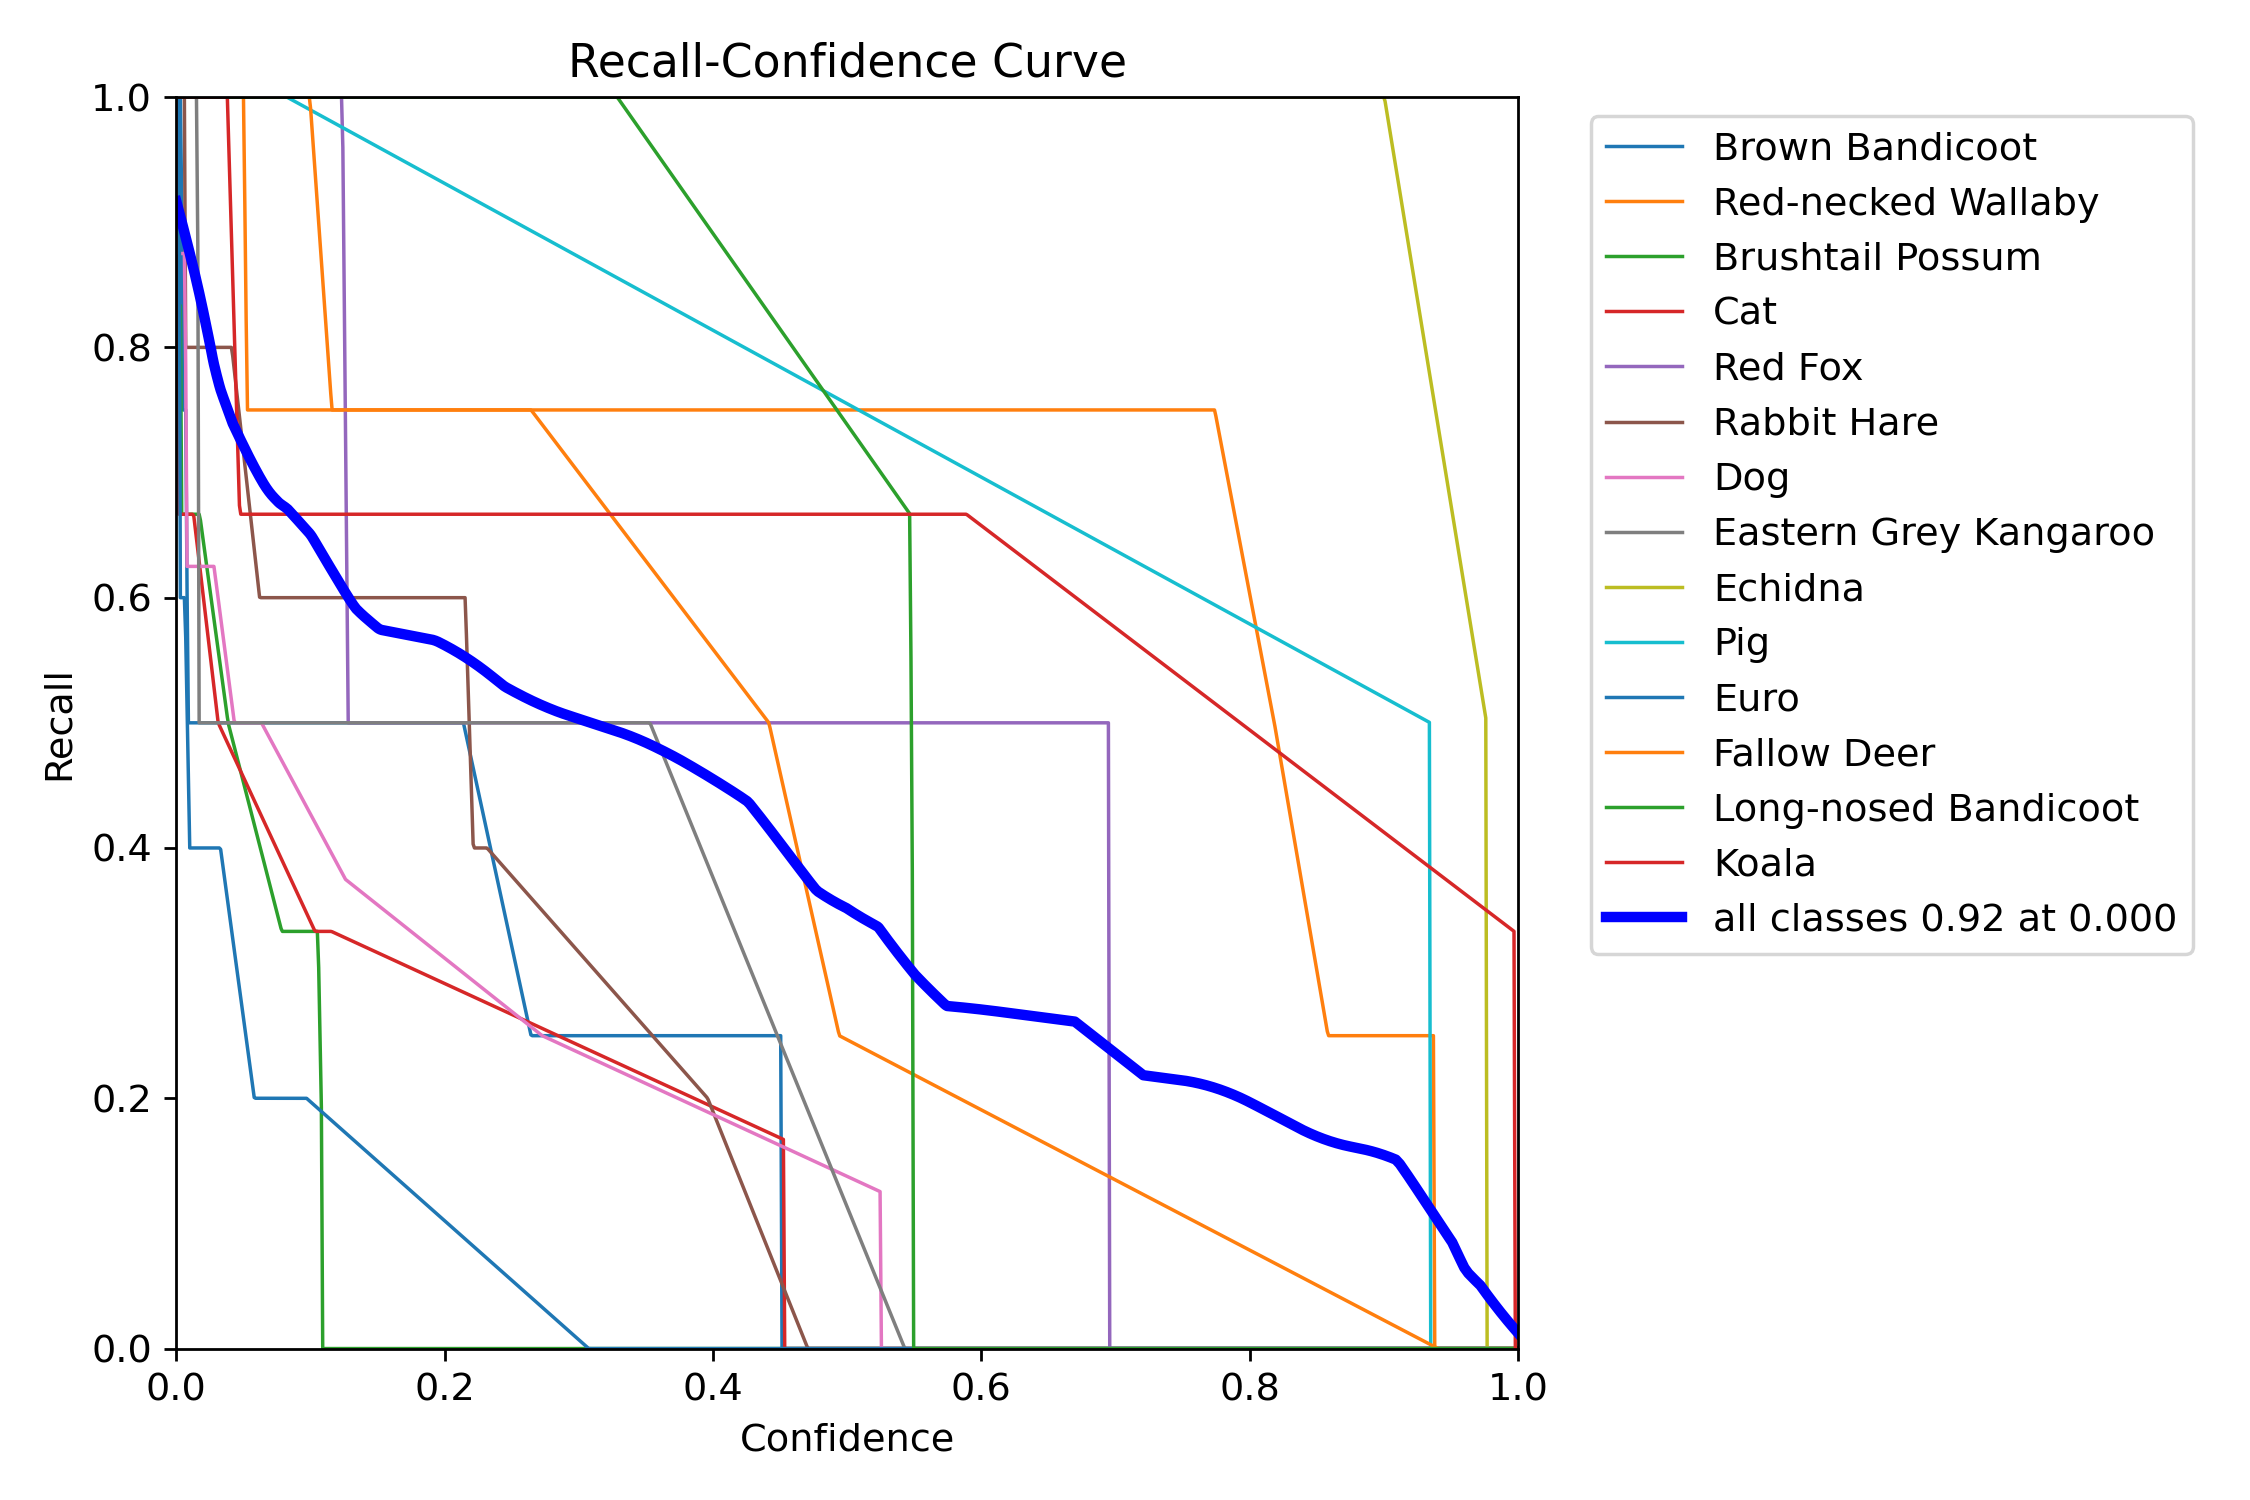 Recall-Confidence Curve
1.0
0.8
0.6
0.4
0.2
0.0
Recall
0.0 0.2 0.4 0.6 0.8 1.0
Confidence
Brown Bandicoot
Red-necked Wallaby
Brushtail Possum
Cat
Red Fox
Rabbit Hare
Dog
Eastern Grey Kangaroo
Echidna
Pig
Euro
Fallow Deer
Long-nosed Bandicoot
Koala
all classes 0.92 at 0.000